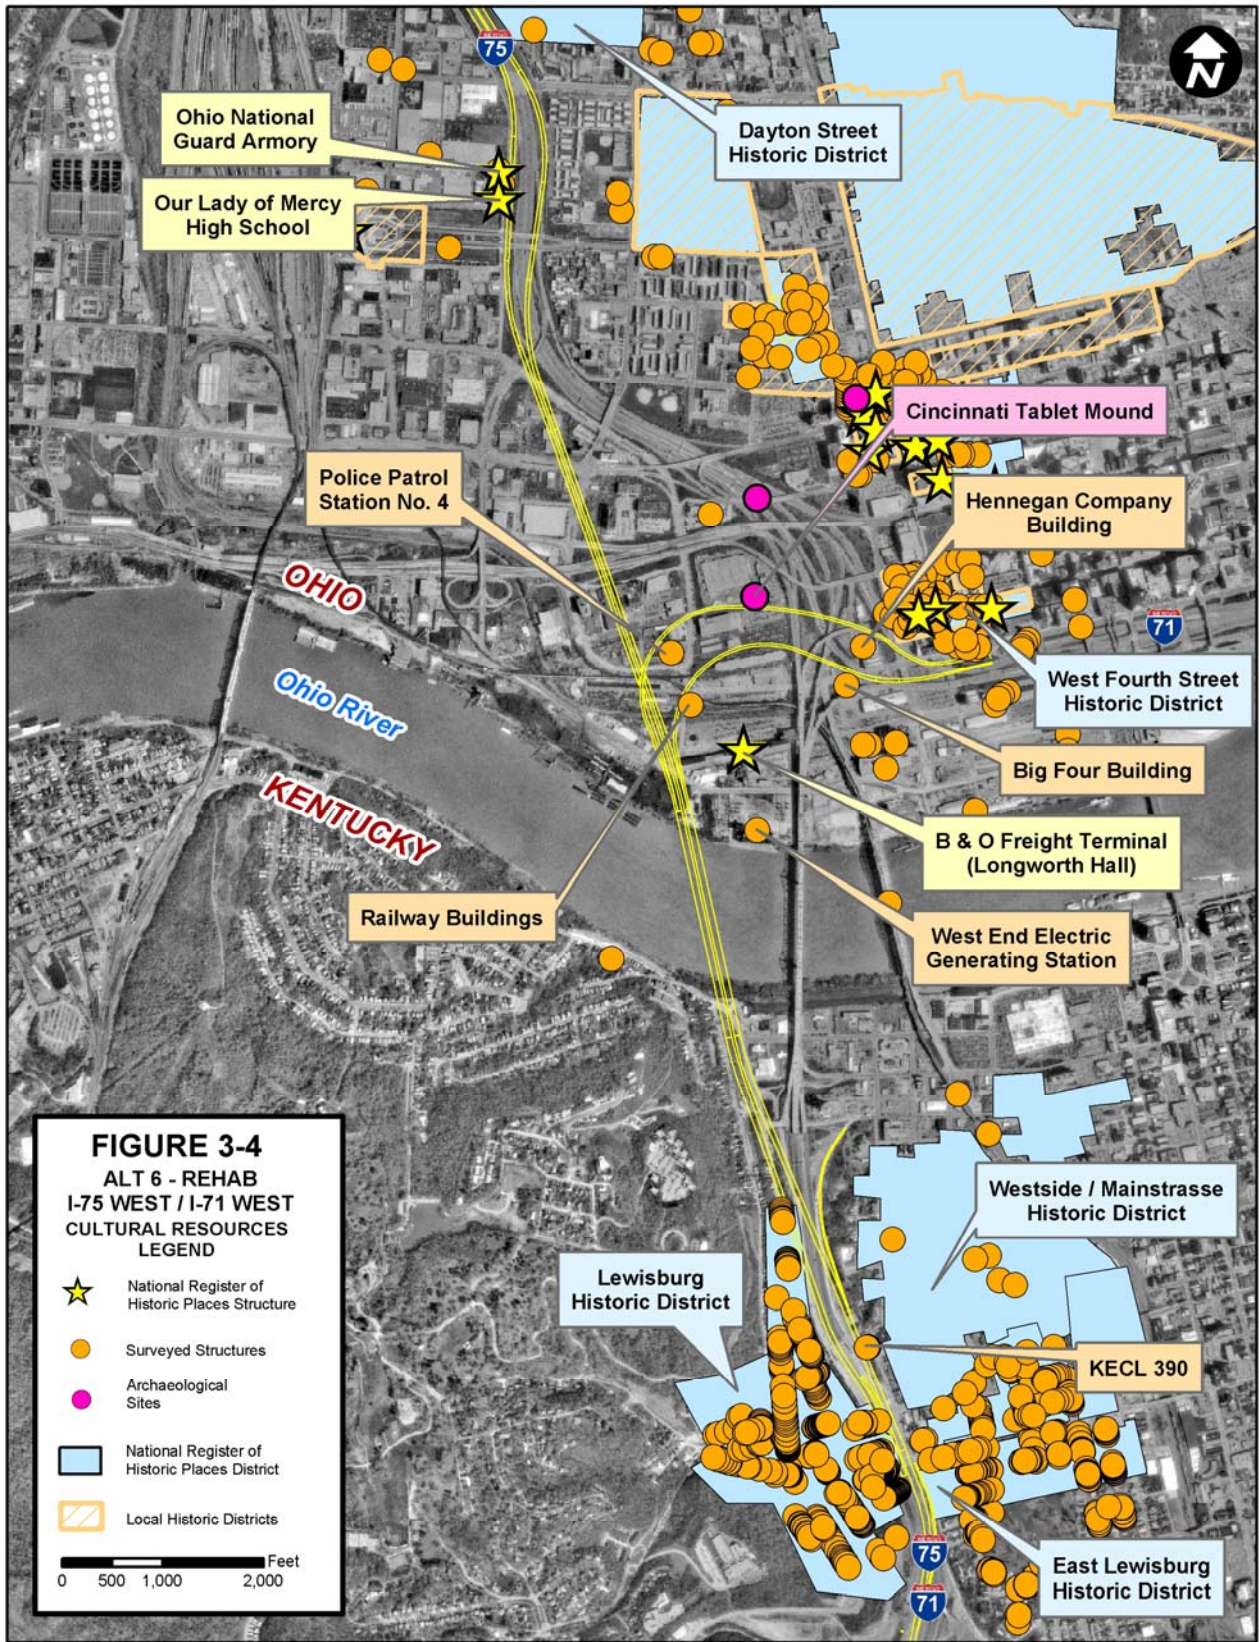 75
N
Ohio National
Guard Armory
Dayton Street
Historic District
Our Lady of Mercy
High School
Cincinnati Tablet Mound
Police Patrol
Station No. 4
Hennegan Company
Building
OHIO
71
Ohio River
West Fourth Street
Historic District
KENTUCKY
Big Four Building
B & O Freight Terminal
(Longworth Hall)
Railway Buildings
West End Electric
Generating Station
FIGURE 3-4
ALT 6 - REHAB
I-75 WEST / I-71 WEST
CULTURAL RESOURCES
LEGEND
National Register of
Historic Places Structure
Surveyed Structures
Archaeological
Sites
National Register of
Historic Places District
Local Historic Districts
Feet
0 500 1,000 2,000
Westside / Mainstrasse
Historic District
Lewisburg
Historic District
KECL 390
75
East Lewisburg
Historic District
71